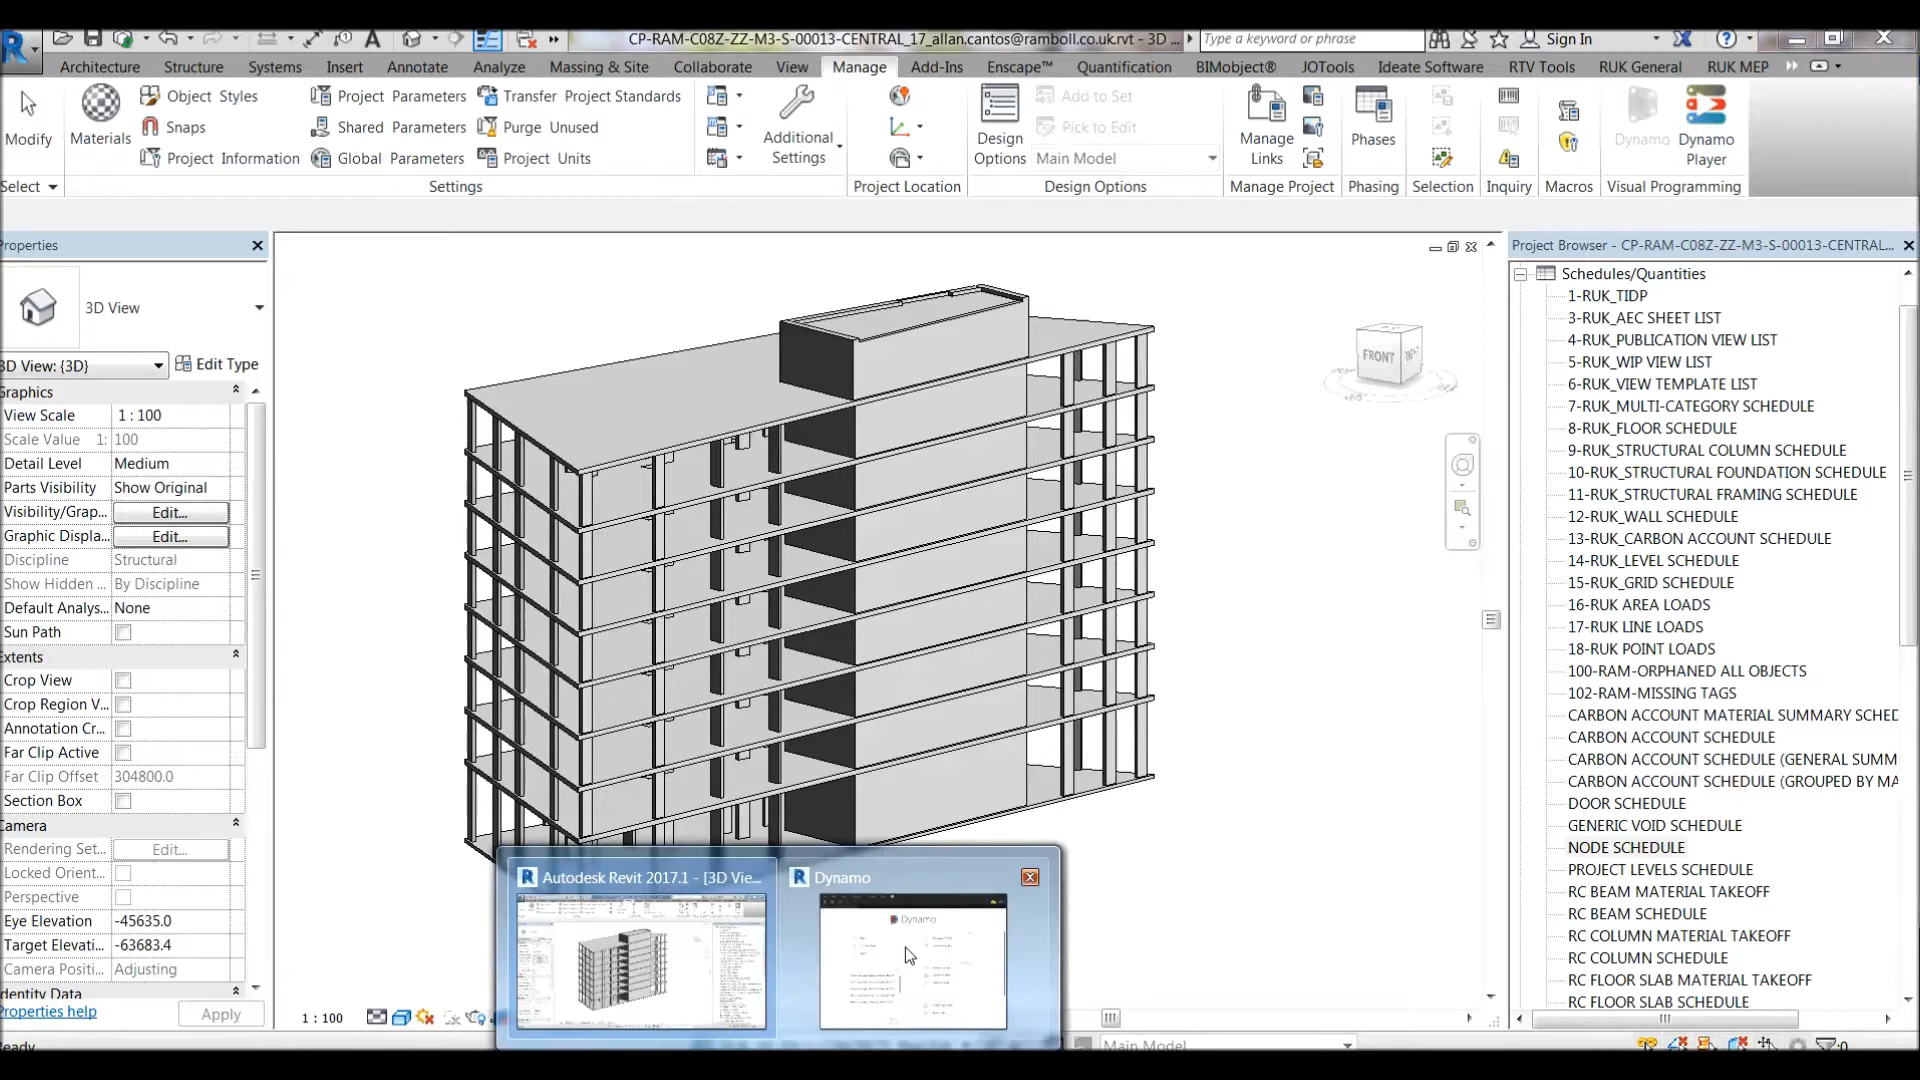 CP-RAM-C08Z-ZZ-M3-S-00013-CENTRAL_17_allan.cantos@ramboll.co.uk.rvt - 3D ...
Type a keyword or phrase
Sign In
Architecture Structure Systems Insert Annotate Analyze Massing & Site Collaborate View Manage Add-Ins Enscape™ Quantification BIMobject® JOTools Ideate Software RTV Tools RUK General RUK MEP
Modify
Materials
Object Styles
Snaps
Project Information
Project Parameters
Shared Parameters
Global Parameters
Transfer Project Standards
Purge Unused
Project Units
Additional Settings
Design Options
Add to Set
Pick to Edit
Main Model
Manage Links
Phases
Dynamo
Dynamo Player
Select
Settings
Project Location
Design Options
Manage Project
Phasing
Selection
Inquiry
Macros
Visual Programming
Properties
3D View
3D View: {3D}
Edit Type
Graphics
View Scale 1 : 100
Scale Value 1: 100
Detail Level Medium
Parts Visibility Show Original
Visibility/Grap... Edit...
Graphic Displa... Edit...
Discipline Structural
Show Hidden ... By Discipline
Default Analys... None
Sun Path
Extents
Crop View
Crop Region V...
Annotation Cr...
Far Clip Active
Far Clip Offset 304800.0
Section Box
Camera
Rendering Set... Edit...
Locked Orient...
Perspective
Eye Elevation -45635.0
Target Elevati... -63683.4
Camera Positi... Adjusting
Identity Data
Properties help
Apply
Ready
FRONT
1 : 100
Autodesk Revit 2017.1 - [3D Vie...
Dynamo
Dynamo
Main Model
:0
Project Browser - CP-RAM-C08Z-ZZ-M3-S-00013-CENTRAL...
Schedules/Quantities
1-RUK_TIDP
3-RUK_AEC SHEET LIST
4-RUK_PUBLICATION VIEW LIST
5-RUK_WIP VIEW LIST
6-RUK_VIEW TEMPLATE LIST
7-RUK_MULTI-CATEGORY SCHEDULE
8-RUK_FLOOR SCHEDULE
9-RUK_STRUCTURAL COLUMN SCHEDULE
10-RUK_STRUCTURAL FOUNDATION SCHEDULE
11-RUK_STRUCTURAL FRAMING SCHEDULE
12-RUK_WALL SCHEDULE
13-RUK_CARBON ACCOUNT SCHEDULE
14-RUK_LEVEL SCHEDULE
15-RUK_GRID SCHEDULE
16-RUK AREA LOADS
17-RUK LINE LOADS
18-RUK POINT LOADS
100-RAM-ORPHANED ALL OBJECTS
102-RAM-MISSING TAGS
CARBON ACCOUNT MATERIAL SUMMARY SCHED
CARBON ACCOUNT SCHEDULE
CARBON ACCOUNT SCHEDULE (GENERAL SUMM
CARBON ACCOUNT SCHEDULE (GROUPED BY MA
DOOR SCHEDULE
GENERIC VOID SCHEDULE
NODE SCHEDULE
PROJECT LEVELS SCHEDULE
RC BEAM MATERIAL TAKEOFF
RC BEAM SCHEDULE
RC COLUMN MATERIAL TAKEOFF
RC COLUMN SCHEDULE
RC FLOOR SLAB MATERIAL TAKEOFF
RC FLOOR SLAB SCHEDULE